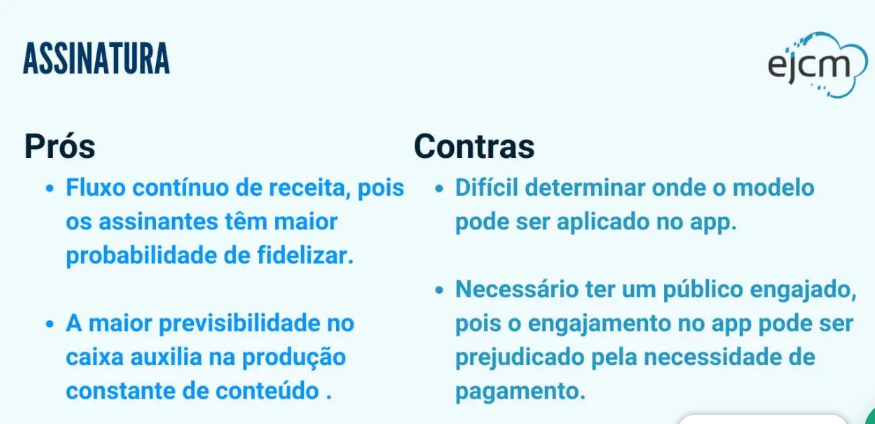 ASSINATURA
ejcm
Prós
• Fluxo contínuo de receita, pois
os assinantes têm maior
probabilidade de fidelizar.
• A maior previsibilidade no
caixa auxilia na produção
constante de conteúdo .
Contras
• Difícil determinar onde o modelo
pode ser aplicado no app.
• Necessário ter um público engajado,
pois o engajamento no app pode ser
prejudicado pela necessidade de
pagamento.